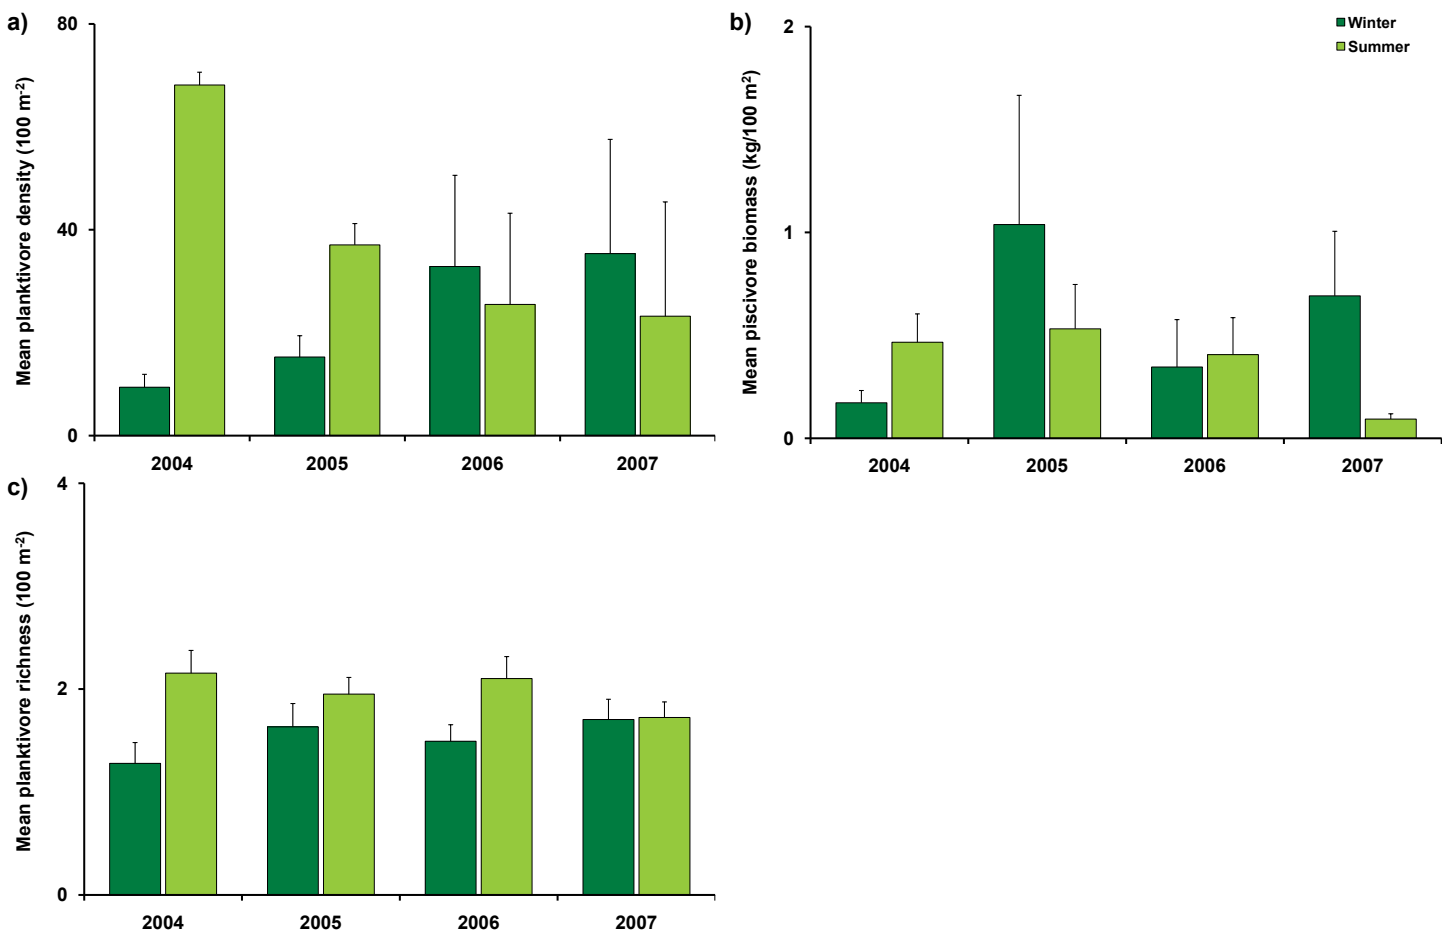 a)
80
40
0
Mean planktivore density (100 m-2)
2004 2005 2006 2007
b)
2
1
0
Mean piscivore biomass (kg/100 m2)
2004 2005 2006 2007
Winter
Summer
c)
4
2
0
Mean planktivore richness (100 m-2)
2004 2005 2006 2007